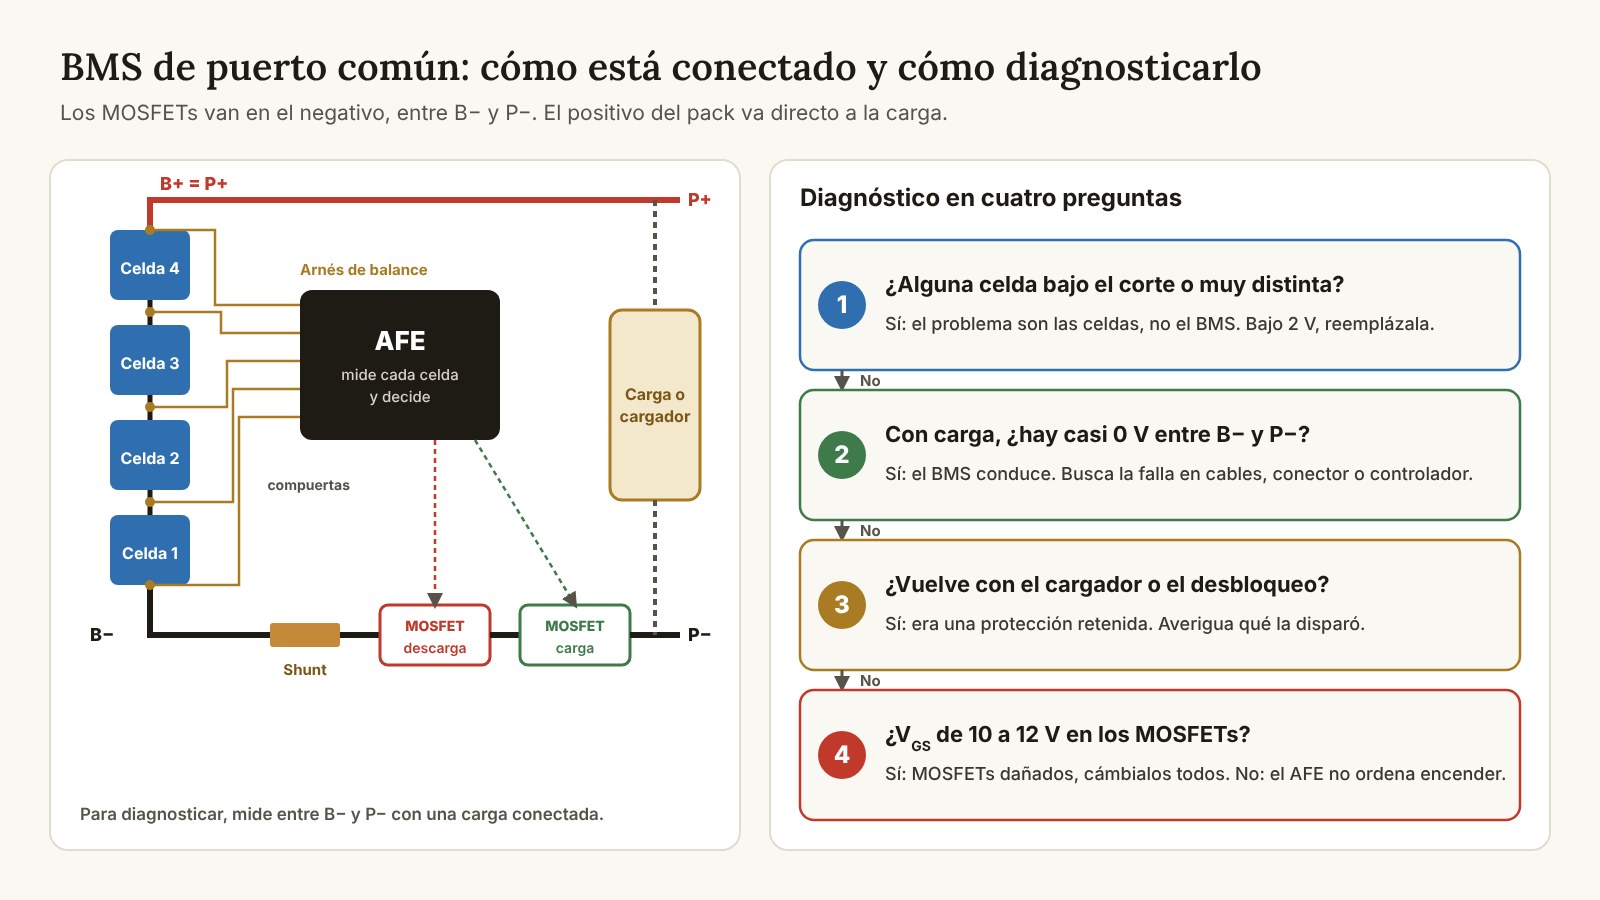 BMS de puerto común: cómo está conectado y cómo diagnosticarlo
Los MOSFETs van en el negativo, entre B− y P−. El positivo del pack va directo a la carga.
B+ = P+
P+
Celda 4
Arnés de balance
AFE
mide cada celda
y decide
Celda 3
Carga o
cargador
Celda 2
compuertas
Celda 1
B−
MOSFET
descarga
MOSFET
carga
P−
Shunt
Para diagnosticar, mide entre B− y P− con una carga conectada.
Diagnóstico en cuatro preguntas
1
¿Alguna celda bajo el corte o muy distinta?
Sí: el problema son las celdas, no el BMS. Bajo 2 V, reemplázala.
No
2
Con carga, ¿hay casi 0 V entre B− y P−?
Sí: el BMS conduce. Busca la falla en cables, conector o controlador.
No
3
¿Vuelve con el cargador o el desbloqueo?
Sí: era una protección retenida. Averigua qué la disparó.
No
4
¿VGS de 10 a 12 V en los MOSFETs?
Sí: MOSFETs dañados, cámbialos todos. No: el AFE no ordena encender.